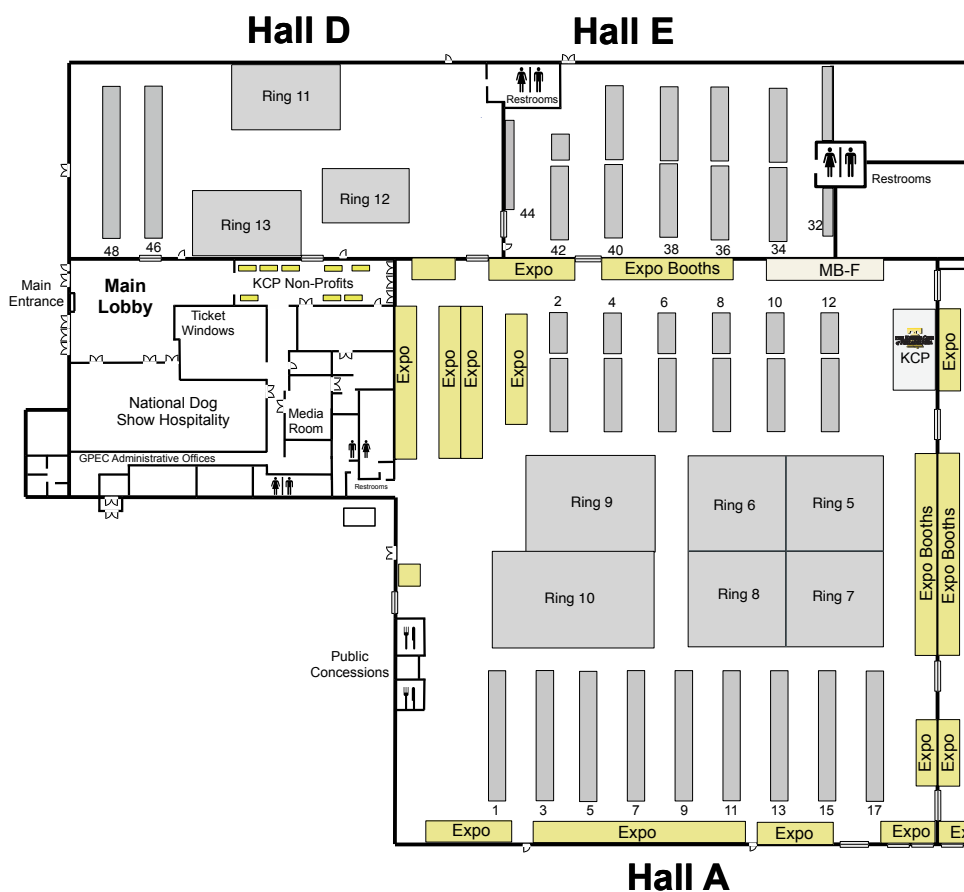 Hall D
Hall E
Ring 11
Restrooms
Ring 12
Ring 13
Restrooms
44
32
48
46
42
40
38
36
34
Main
Entrance
Main
Lobby
KCP Non-Profits
Expo
Expo Booths
MB-F
Ticket
Windows
2
4
6
8
10
12
Expo
Expo
Expo
Expo
KCP
Expo
National Dog
Show Hospitality
Media
Room
GPEC Administrative Offices
Restrooms
Ring 9
Ring 6
Ring 5
Expo Booths
Expo Booths
Ring 10
Ring 8
Ring 7
Public
Concessions
Expo
Expo
1
3
5
7
9
11
13
15
17
Expo
Expo
Expo
Expo
Hall A